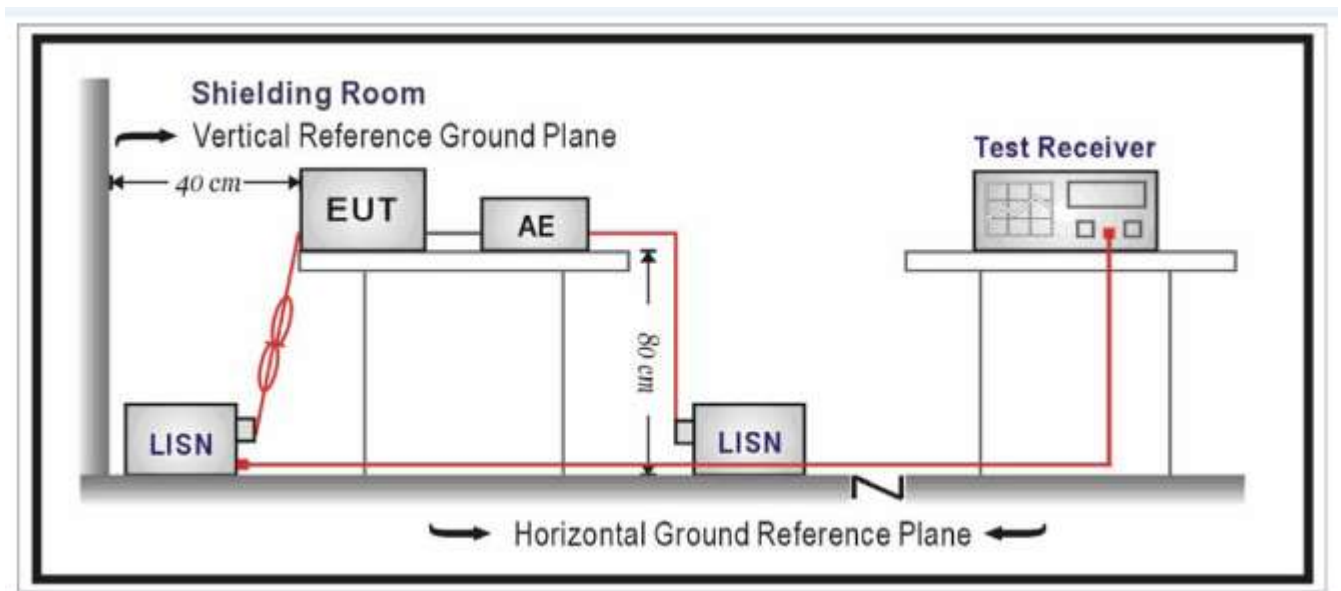 Shielding Room
Vertical Reference Ground Plane
40 cm
EUT
AE
Test Receiver
80 cm
LISN
LISN
Horizontal Ground Reference Plane